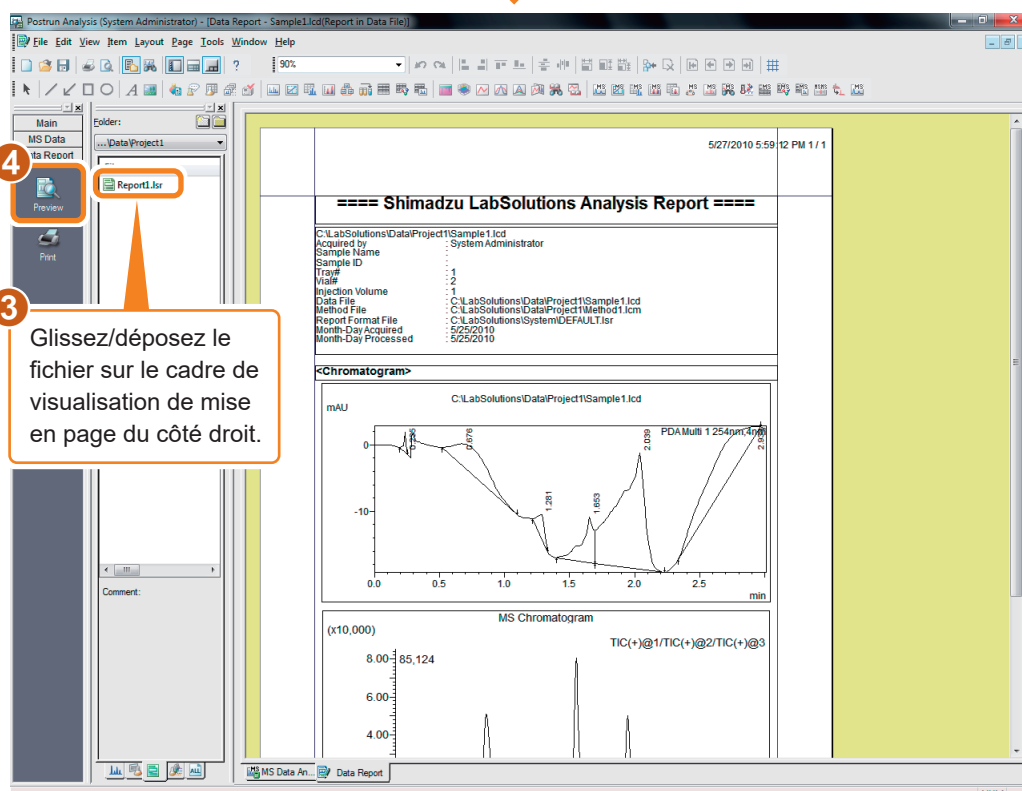 Postrun Analysis (System Administrator) - [Data Report - Sample1.lcd(Report in Data File)]
File Edit View Item Layout Page Tools Window Help
90%
Main
MS Data
ta Report
4
Preview
Print
Folder:
...\Data\Project1
Report1.lsr
3
Glissez/déposez le
fichier sur le cadre de
visualisation de mise
en page du côté droit.
Comment:
ALL
5/27/2010 5:59:12 PM 1 / 1
==== Shimadzu LabSolutions Analysis Report ====
C:\LabSolutions\Data\Project1\Sample1.lcd
Acquired by : System Administrator
Sample Name :
Sample ID :
Tray# : 1
Vial# : 2
Injection Volume : 1
Data File : C:\LabSolutions\Data\Project1\Sample1.lcd
Method File : C:\LabSolutions\Data\Project1\Method1.lcm
Report Format File : C:\LabSolutions\System\DEFAULT.lsr
Month-Day Acquired : 5/25/2010
Month-Day Processed : 5/25/2010
<Chromatogram>
C:\LabSolutions\Data\Project1\Sample1.lcd
mAU
PDA Multi 1 254nm,4nm
0.676
1.281
1.653
2.039
0
-10
0.0 0.5 1.0 1.5 2.0 2.5
min
MS Chromatogram
(x10,000)
TIC(+)@1/TIC(+)@2/TIC(+)@3
8.00 85,124
6.00
4.00
MS Data An... Data Report